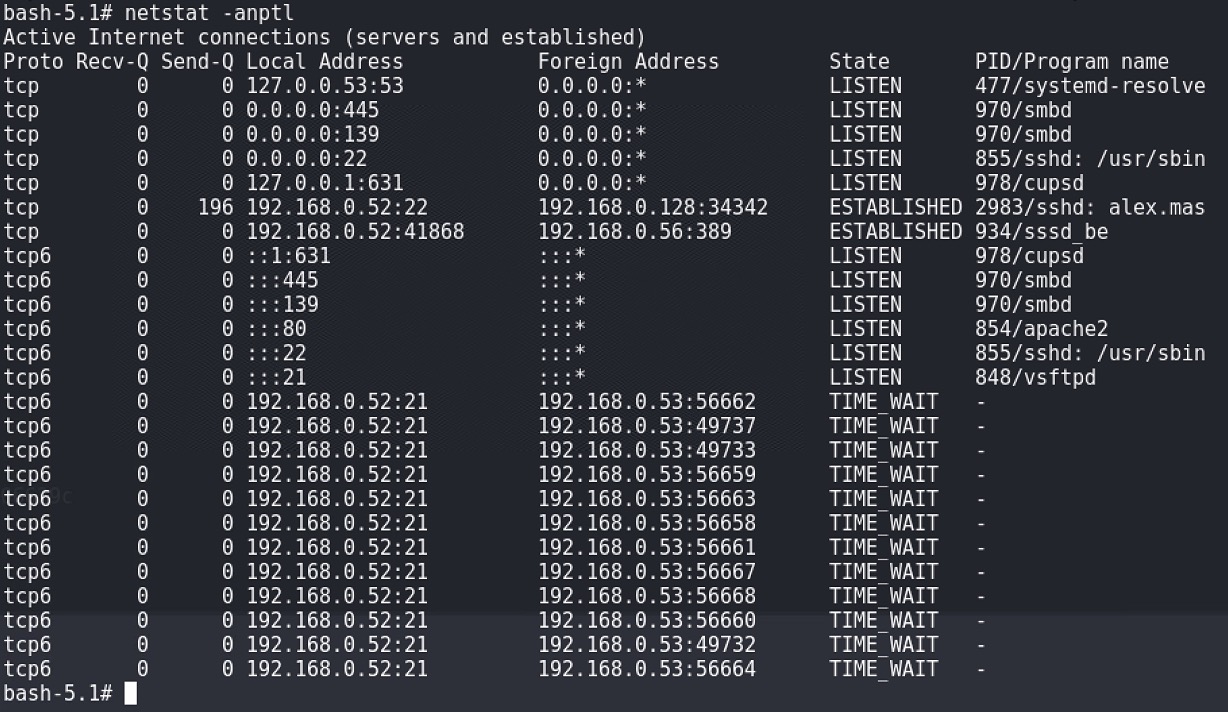 bash-5.1# netstat -anptl
Active Internet connections (servers and established)
Proto Recv-Q Send-Q Local Address           Foreign Address         State       PID/Program name
tcp        0      0 127.0.0.53:53           0.0.0.0:*               LISTEN      477/systemd-resolve
tcp        0      0 0.0.0.0:445             0.0.0.0:*               LISTEN      970/smbd
tcp        0      0 0.0.0.0:139             0.0.0.0:*               LISTEN      970/smbd
tcp        0      0 0.0.0.0:22              0.0.0.0:*               LISTEN      855/sshd: /usr/sbin
tcp        0      0 127.0.0.1:631           0.0.0.0:*               LISTEN      978/cupsd
tcp        0    196 192.168.0.52:22         192.168.0.128:34342     ESTABLISHED 2983/sshd: alex.mas
tcp        0      0 192.168.0.52:41868      192.168.0.56:389        ESTABLISHED 934/sssd_be
tcp6       0      0 ::1:631                 :::*                    LISTEN      978/cupsd
tcp6       0      0 :::445                  :::*                    LISTEN      970/smbd
tcp6       0      0 :::139                  :::*                    LISTEN      970/smbd
tcp6       0      0 :::80                   :::*                    LISTEN      854/apache2
tcp6       0      0 :::22                   :::*                    LISTEN      855/sshd: /usr/sbin
tcp6       0      0 :::21                   :::*                    LISTEN      848/vsftpd
tcp6       0      0 192.168.0.52:21         192.168.0.53:56662      TIME_WAIT   -
tcp6       0      0 192.168.0.52:21         192.168.0.53:49737      TIME_WAIT   -
tcp6       0      0 192.168.0.52:21         192.168.0.53:49733      TIME_WAIT   -
tcp6       0      0 192.168.0.52:21         192.168.0.53:56659      TIME_WAIT   -
tcp6       0      0 192.168.0.52:21         192.168.0.53:56663      TIME_WAIT   -
tcp6       0      0 192.168.0.52:21         192.168.0.53:56658      TIME_WAIT   -
tcp6       0      0 192.168.0.52:21         192.168.0.53:56661      TIME_WAIT   -
tcp6       0      0 192.168.0.52:21         192.168.0.53:56667      TIME_WAIT   -
tcp6       0      0 192.168.0.52:21         192.168.0.53:56668      TIME_WAIT   -
tcp6       0      0 192.168.0.52:21         192.168.0.53:56660      TIME_WAIT   -
tcp6       0      0 192.168.0.52:21         192.168.0.53:49732      TIME_WAIT   -
tcp6       0      0 192.168.0.52:21         192.168.0.53:56664      TIME_WAIT   -
bash-5.1#